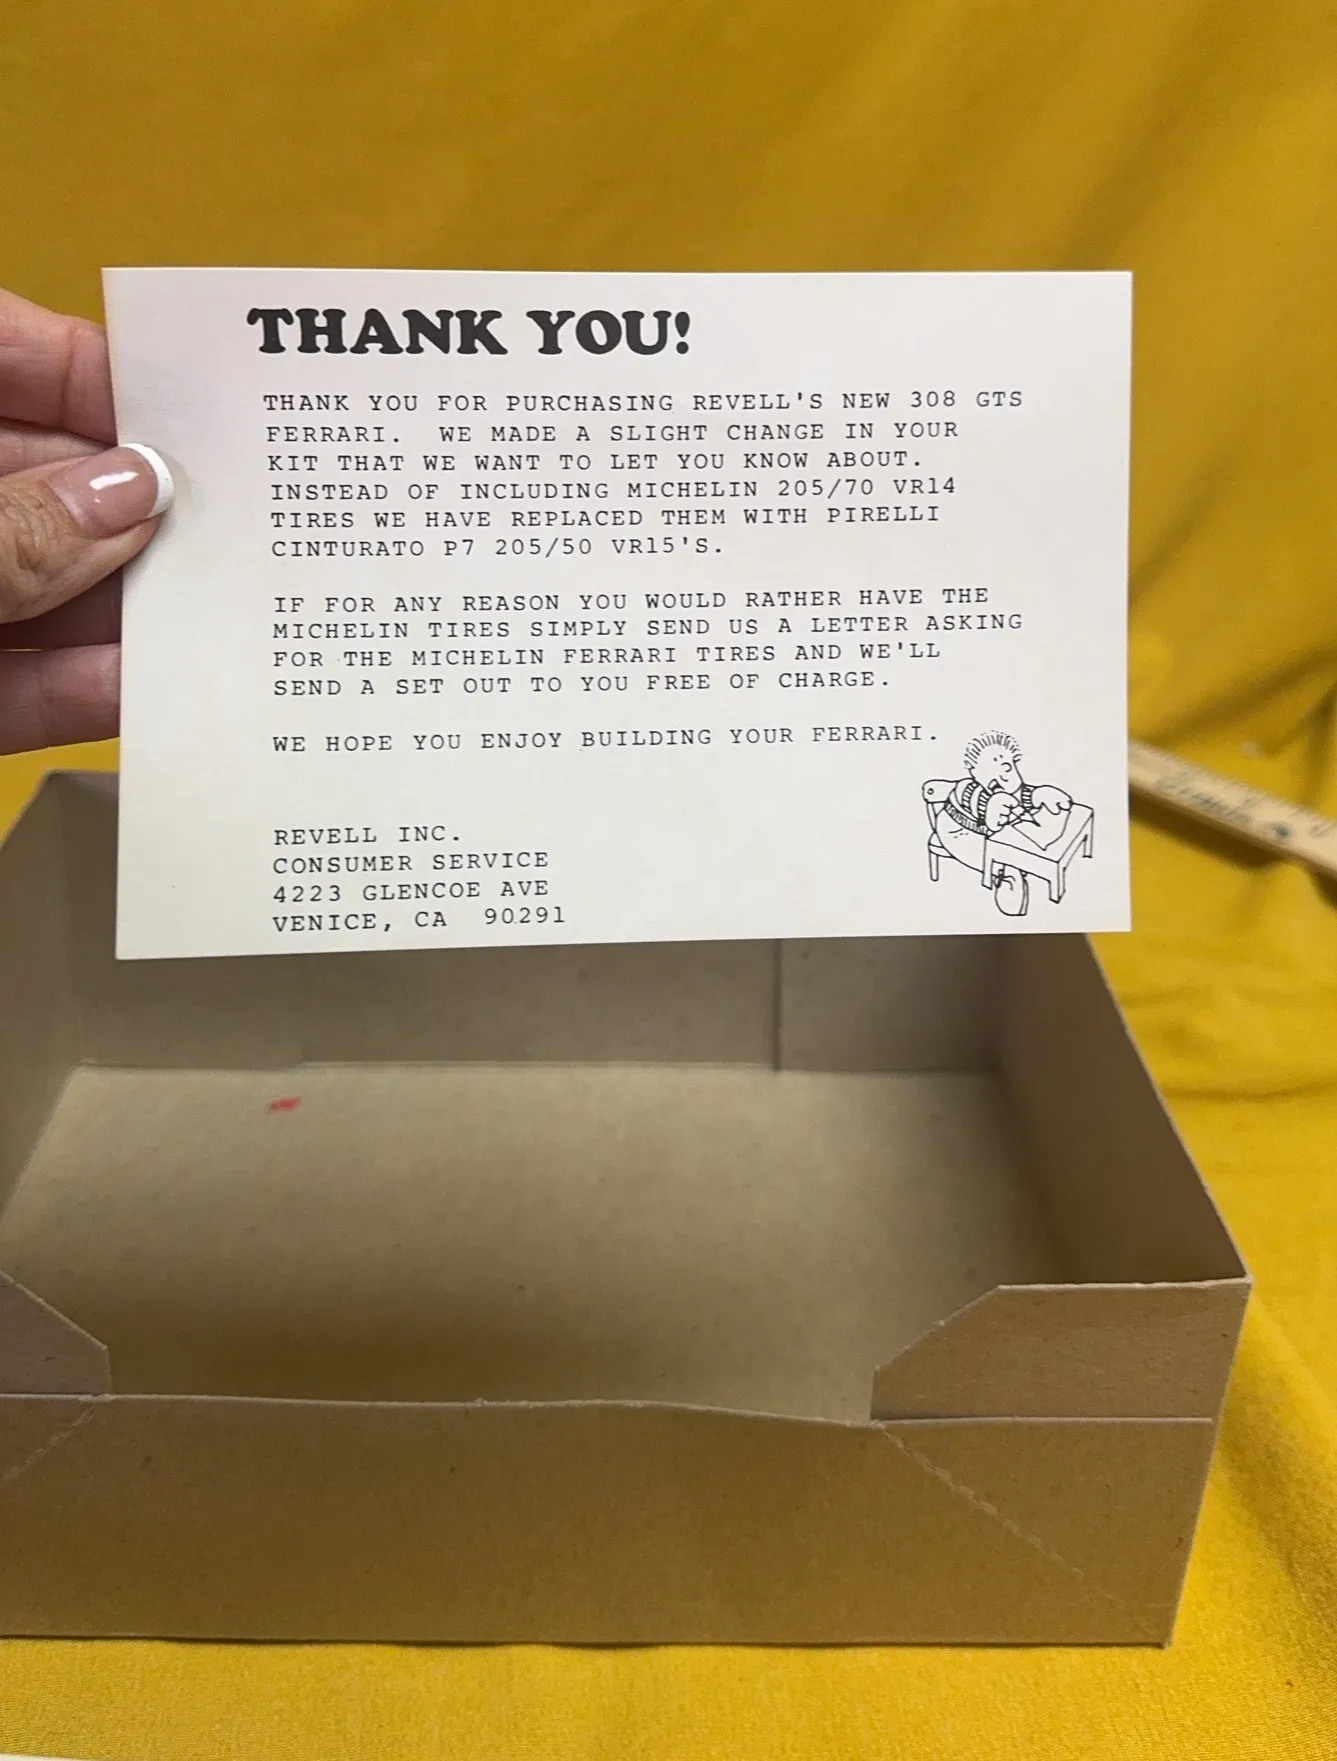 THANK YOU!
THANK YOU FOR PURCHASING REVELL'S NEW 308 GTS
FERRARI. WE MADE A SLIGHT CHANGE IN YOUR
KIT THAT WE WANT TO LET YOU KNOW ABOUT.
INSTEAD OF INCLUDING MICHELIN 205/70 VR14
TIRES WE HAVE REPLACED THEM WITH PIRELLI
CINTURATO P7 205/50 VR15'S.
IF FOR ANY REASON YOU WOULD RATHER HAVE THE
MICHELIN TIRES SIMPLY SEND US A LETTER ASKING
FOR THE MICHELIN FERRARI TIRES AND WE'LL
SEND A SET OUT TO YOU FREE OF CHARGE.
WE HOPE YOU ENJOY BUILDING YOUR FERRARI.
REVELL INC.
CONSUMER SERVICE
4223 GLENCOE AVE
VENICE, CA 90291